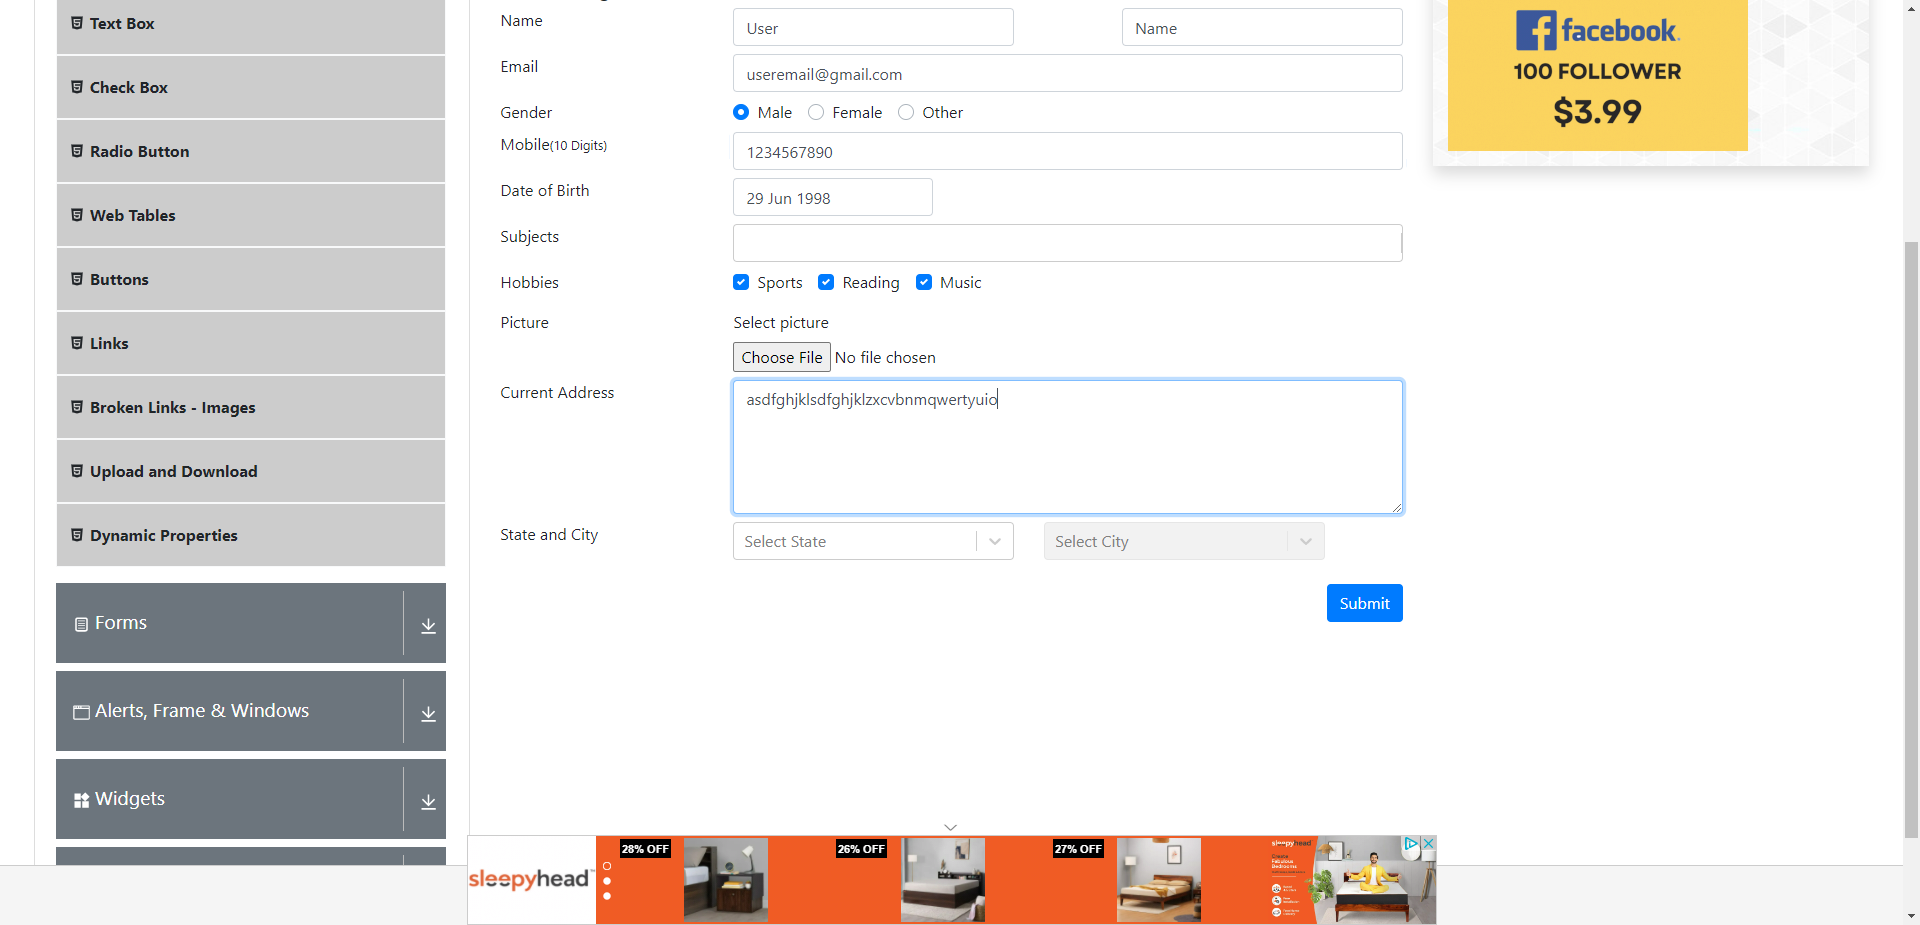 Text Box
Check Box
Radio Button
Web Tables
Buttons
Links
Broken Links - Images
Upload and Download
Dynamic Properties
Forms
Alerts, Frame & Windows
Widgets
Name
User
Name
Email
useremail@gmail.com
Gender
Male Female Other
Mobile(10 Digits)
1234567890
Date of Birth
29 Jun 1998
Subjects
Hobbies
Sports Reading Music
Picture
Select picture
Choose File No file chosen
Current Address
asdfghjklsdfghjklzxcvbnmqwertyuio
State and City
Select State
Select City
Submit
facebook.
100 FOLLOWER
$3.99
sleepyhead
28% OFF
26% OFF
27% OFF
sleepyhead